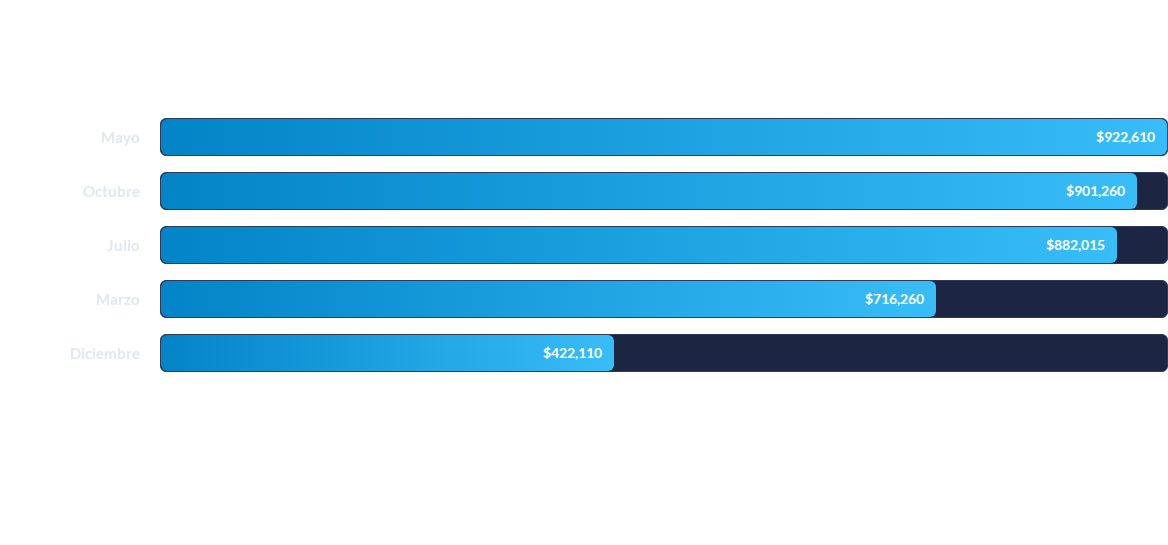 Mayo $922,610
Octubre $901,260
Julio $882,015
Marzo $716,260
Diciembre $422,110